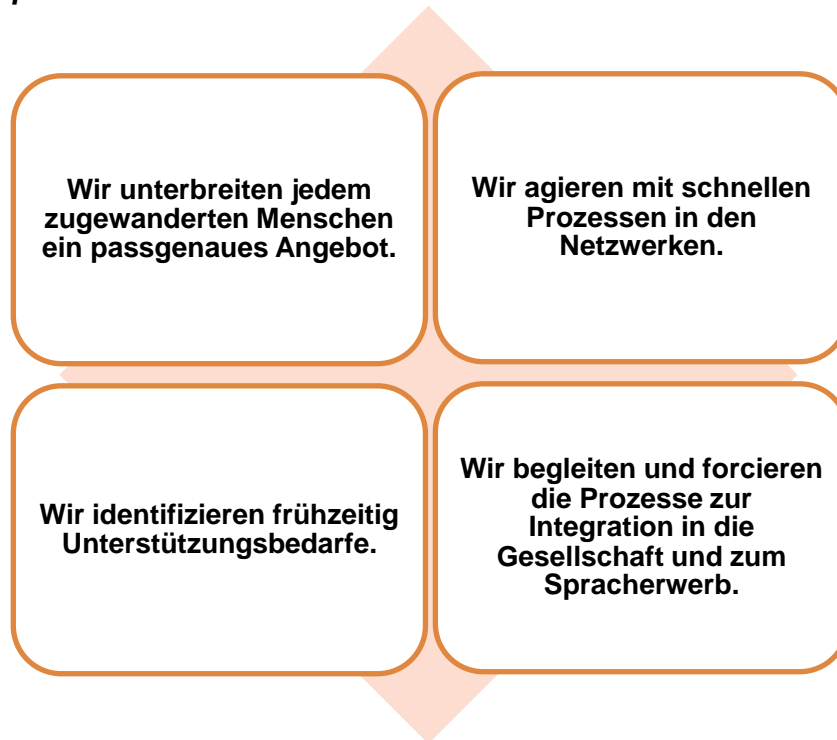 Wir unterbreiten jedem
zugewanderten Menschen
ein passgenaues Angebot.
Wir agieren mit schnellen
Prozessen in den
Netzwerken.
Wir identifizieren frühzeitig
Unterstützungsbedarfe.
Wir begleiten und forcieren
die Prozesse zur
Integration in die
Gesellschaft und zum
Spracherwerb.